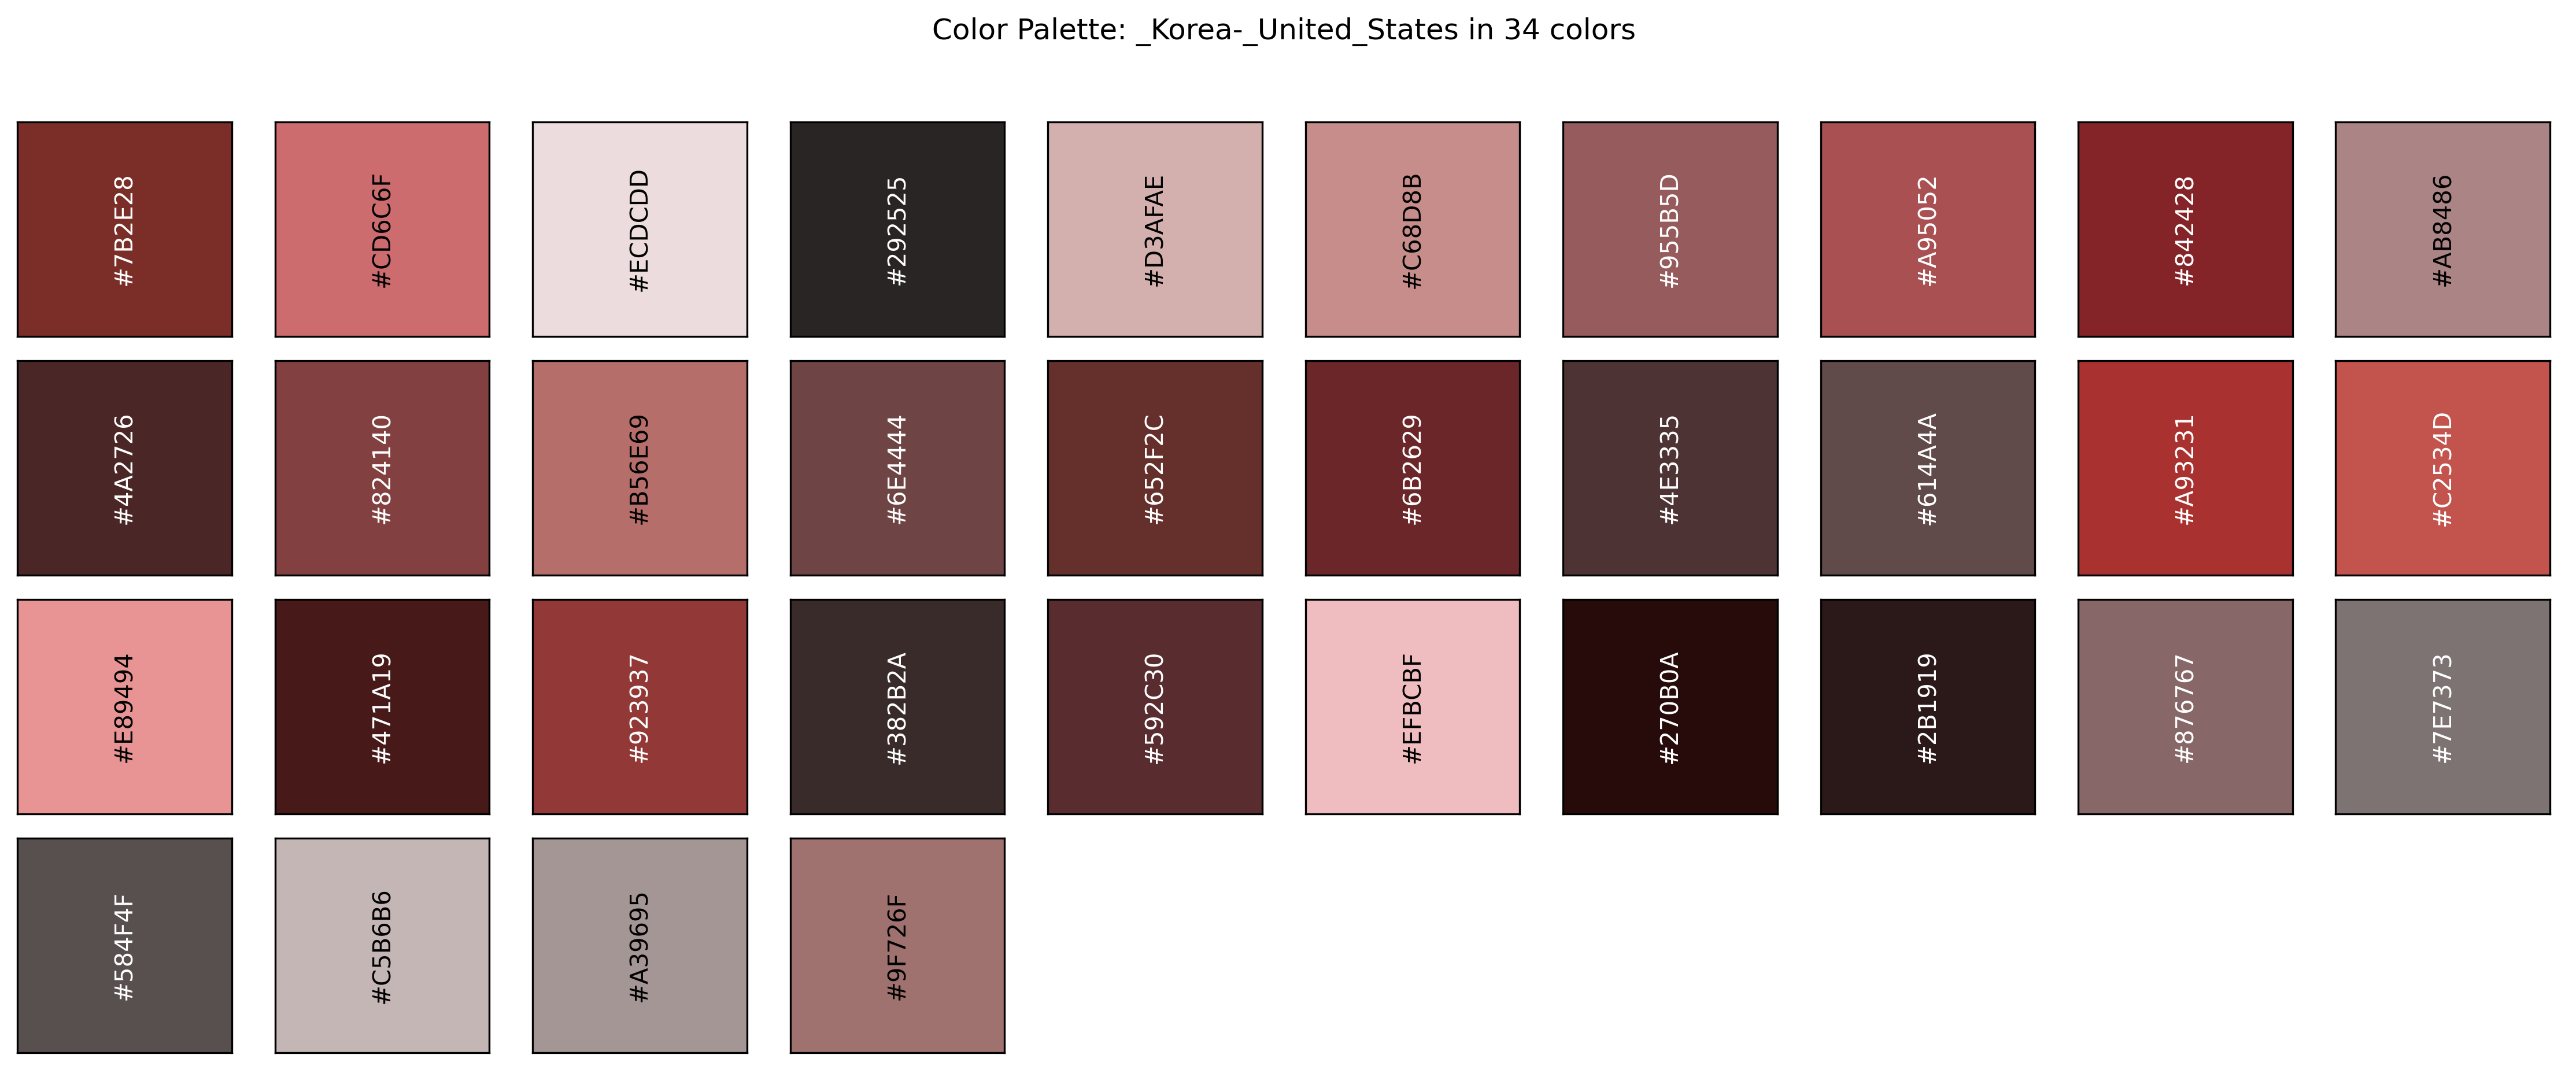 Color Palette: _Korea-_United_States in 34 colors
#7B2E28
#CD6C6F
#ECDCDD
#292525
#D3AFAE
#C68D8B
#955B5D
#A95052
#842428
#AB8486
#4A2726
#824140
#B56E69
#6E4444
#652F2C
#6B2629
#4E3335
#614A4A
#A93231
#C2534D
#E89494
#471A19
#923937
#382B2A
#592C30
#EFBCBF
#270B0A
#2B1919
#876767
#7E7373
#584F4F
#C5B6B6
#A39695
#9F726F